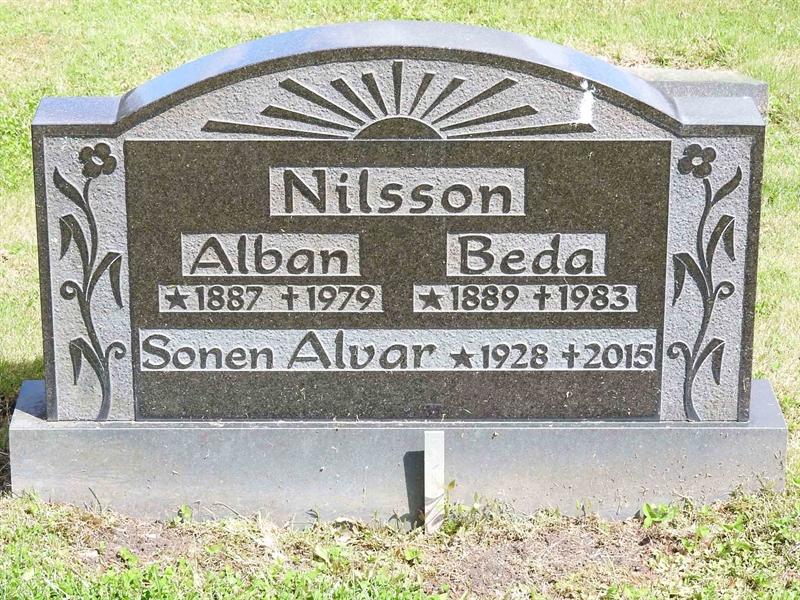 Nilsson
Alban Beda
★1887 ✝1979 ★1889 ✝1983
Sonen Alvar ★1928 ✝2015